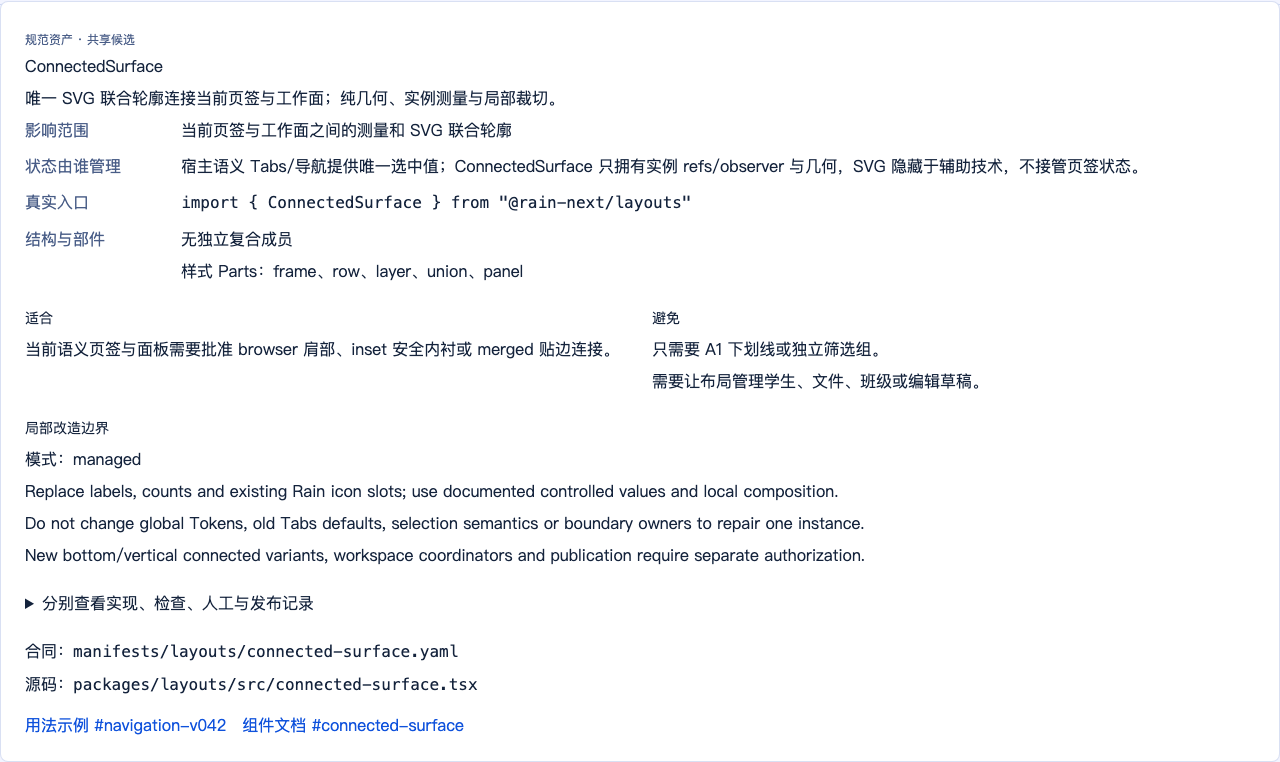 规范资产 · 共享候选
ConnectedSurface
唯一 SVG 联合轮廓连接当前页签与工作面；纯几何、实例测量与局部裁切。
影响范围 当前页签与工作面之间的测量和 SVG 联合轮廓
状态由谁管理 宿主语义 Tabs/导航提供唯一选中值；ConnectedSurface 只拥有实例 refs/observer 与几何，SVG 隐藏于辅助技术，不接管页签状态。
真实入口 import { ConnectedSurface } from "@rain-next/layouts"
结构与部件 无独立复合成员
样式 Parts：frame、row、layer、union、panel
适合
当前语义页签与面板需要批准 browser 肩部、inset 安全内衬或 merged 贴边连接。
避免
只需要 A1 下划线或独立筛选组。
需要让布局管理学生、文件、班级或编辑草稿。
局部改造边界
模式：managed
Replace labels, counts and existing Rain icon slots; use documented controlled values and local composition.
Do not change global Tokens, old Tabs defaults, selection semantics or boundary owners to repair one instance.
New bottom/vertical connected variants, workspace coordinators and publication require separate authorization.
▶ 分别查看实现、检查、人工与发布记录
合同：manifests/layouts/connected-surface.yaml
源码：packages/layouts/src/connected-surface.tsx
用法示例 #navigation-v042 组件文档 #connected-surface